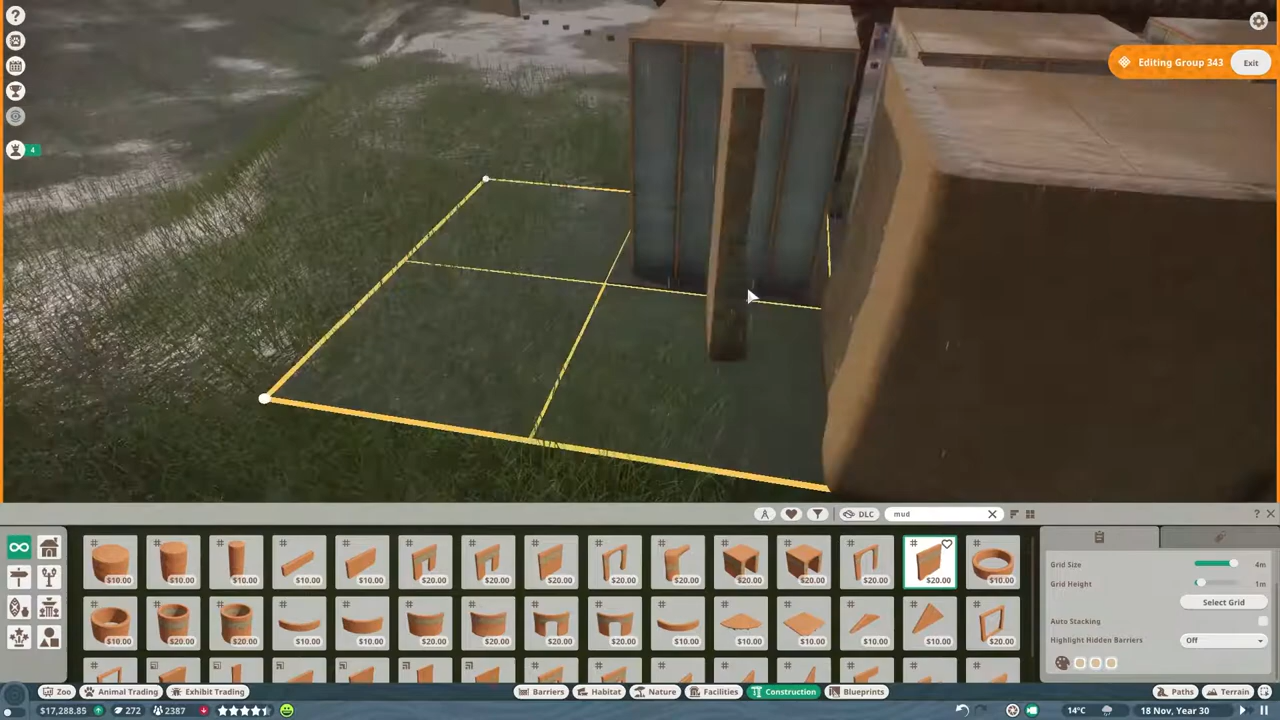 ?
Editing Group 343 Exit
4
DLC mud
? ×
$10.00 $10.00 $10.00 $10.00 $10.00 $20.00 $20.00 $20.00 $20.00 $20.00 $20.00 $20.00 $20.00 $20.00 $10.00
Grid Size 4m
Grid Height 1m
Select Grid
$10.00 $20.00 $20.00 $10.00 $10.00 $20.00 $20.00 $20.00 $20.00 $10.00 $20.00 $20.00 $10.00 $10.00 $20.00
Auto Stacking
Highlight Hidden Barriers Off
Zoo Animal Trading Exhibit Trading Barriers Habitat Nature Facilities Construction Blueprints Paths Terrain
$17,288.85 272 2387 14°C 18 Nov, Year 30